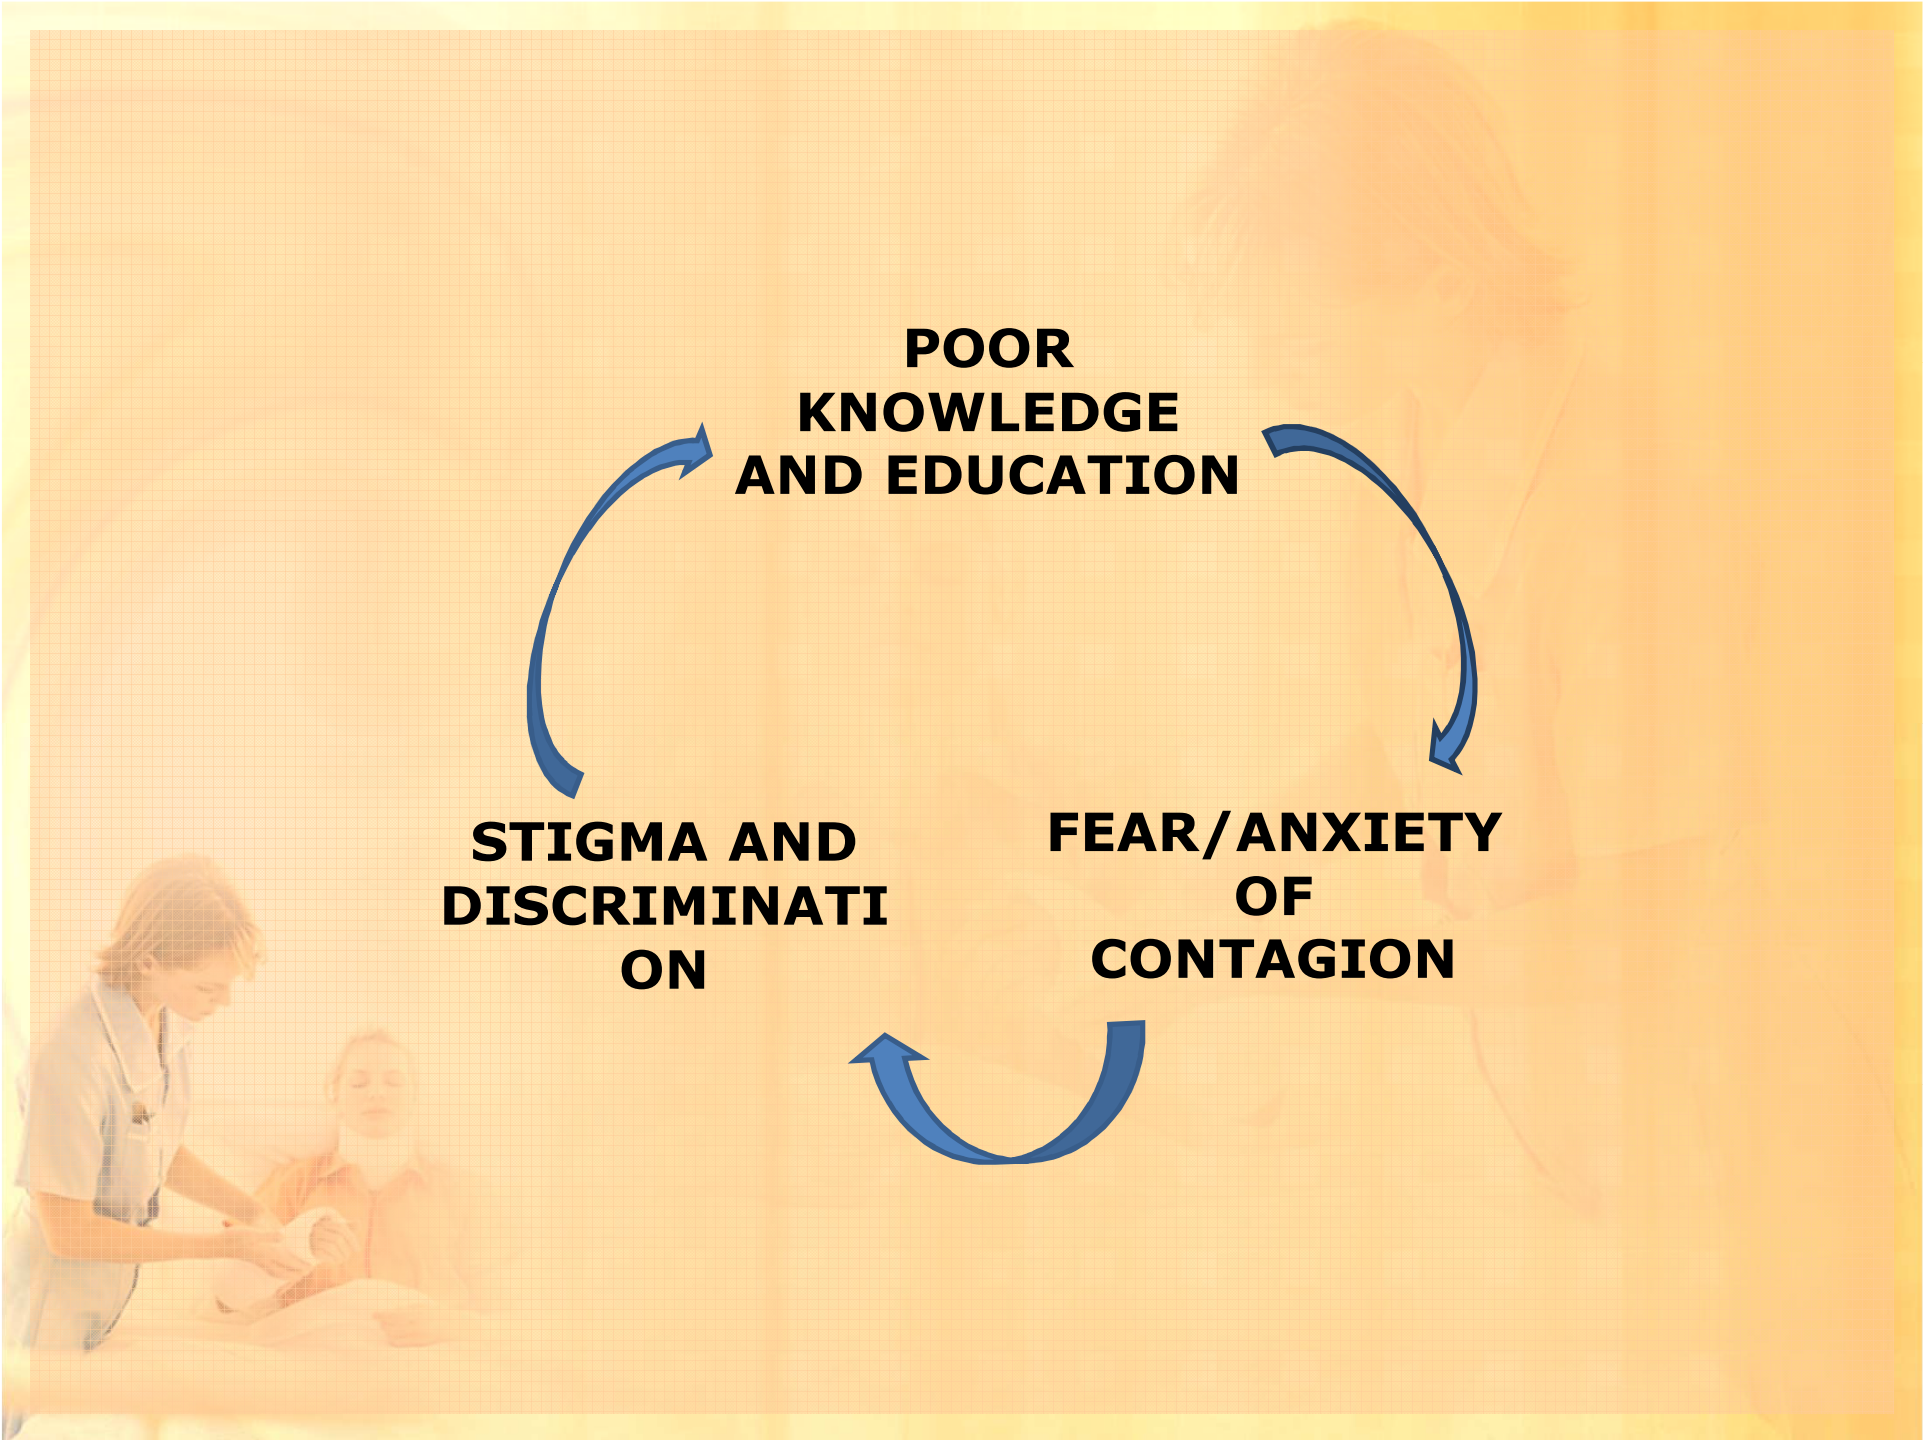 POOR
KNOWLEDGE
AND EDUCATION
STIGMA AND
DISCRIMINATI
ON
FEAR/ANXIETY
OF
CONTAGION